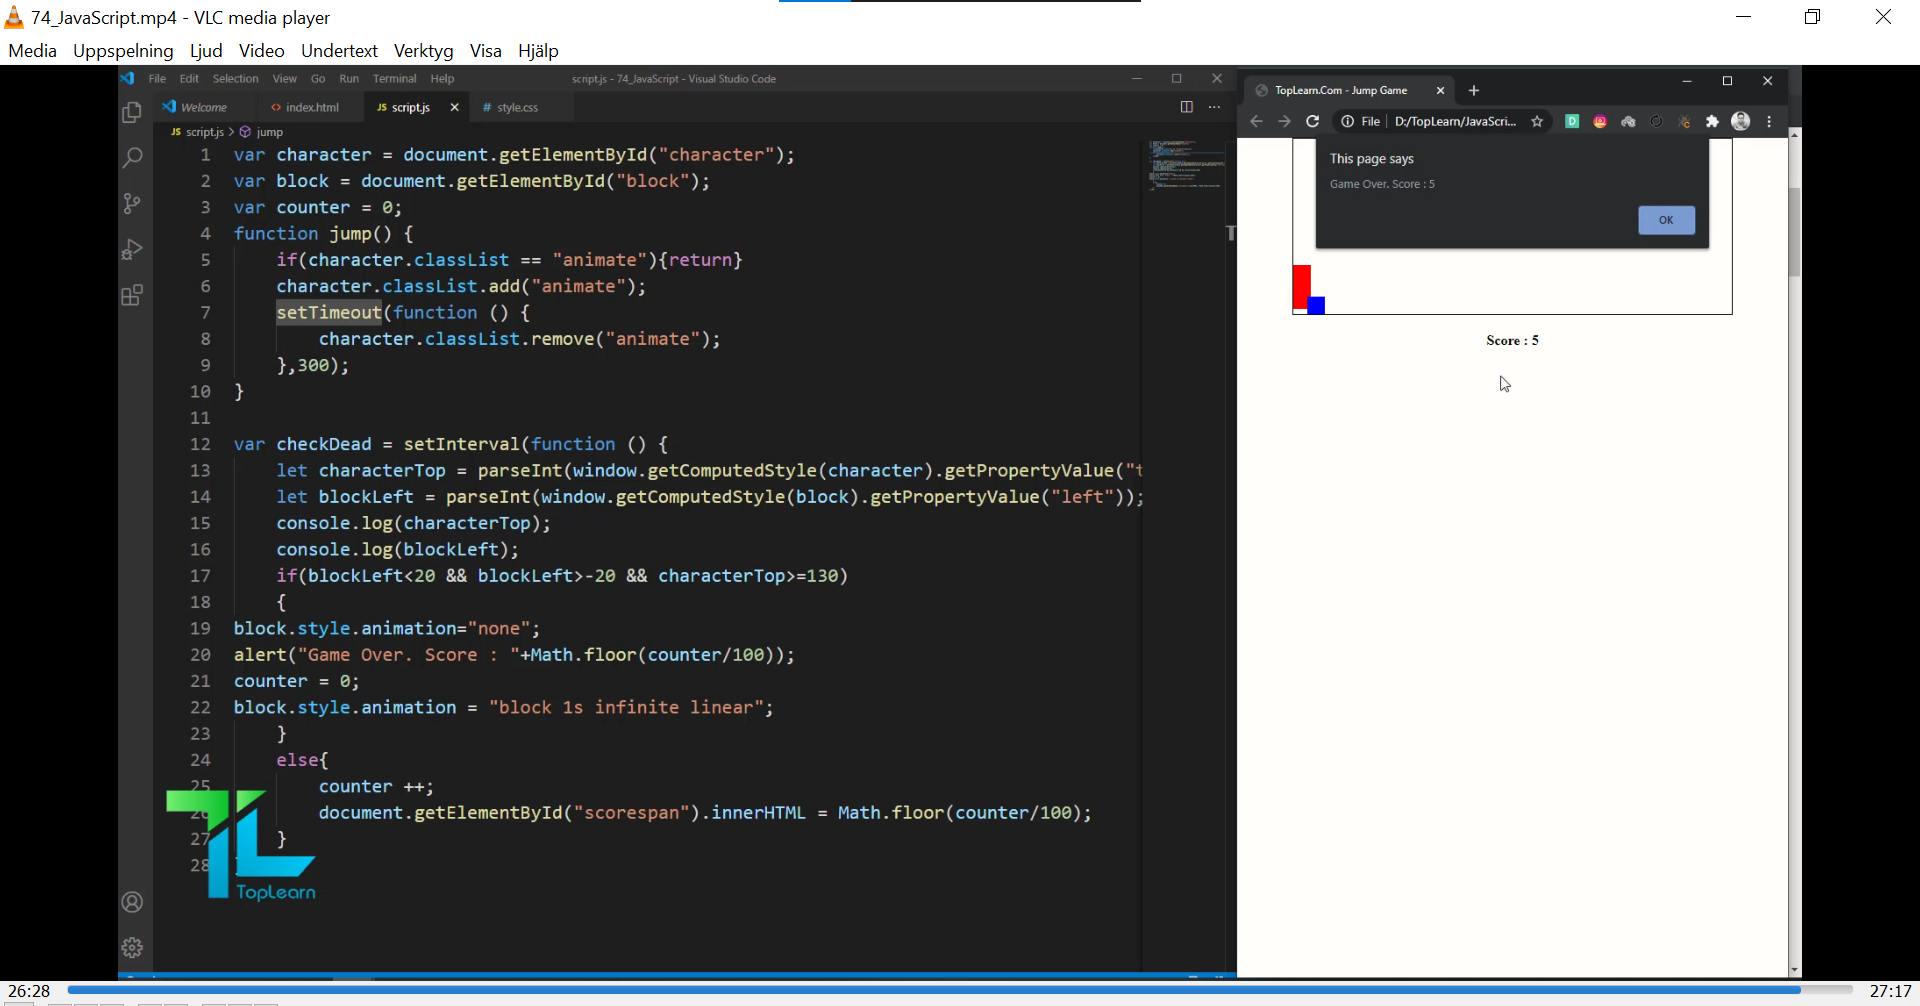 74_JavaScript.mp4 - VLC media player
Media Uppspelning Ljud Video Undertext Verktyg Visa Hjälp
File Edit Selection View Go Run Terminal Help
script.js - 74_JavaScript - Visual Studio Code
Welcome
<> index.html
JS script.js
# style.css
JS script.js > jump
1 var character = document.getElementById("character");
2 var block = document.getElementById("block");
3 var counter = 0;
4 function jump() {
5 if(character.classList == "animate"){return}
6 character.classList.add("animate");
7 setTimeout(function () {
8 character.classList.remove("animate");
9 },300);
10 }
11
12 var checkDead = setInterval(function () {
13 let characterTop = parseInt(window.getComputedStyle(character).getPropertyValue("t
14 let blockLeft = parseInt(window.getComputedStyle(block).getPropertyValue("left"));
15 console.log(characterTop);
16 console.log(blockLeft);
17 if(blockLeft<20 && blockLeft>-20 && characterTop>=130)
18 {
19 block.style.animation="none";
20 alert("Game Over. Score : "+Math.floor(counter/100));
21 counter = 0;
22 block.style.animation = "block 1s infinite linear";
23 }
24 else{
25 counter ++;
26 document.getElementById("scorespan").innerHTML = Math.floor(counter/100);
27 }
28
TopLearn
TopLearn.Com - Jump Game
File | D:/TopLearn/JavaScri...
This page says
Game Over. Score : 5
OK
Score : 5
26:28
27:17